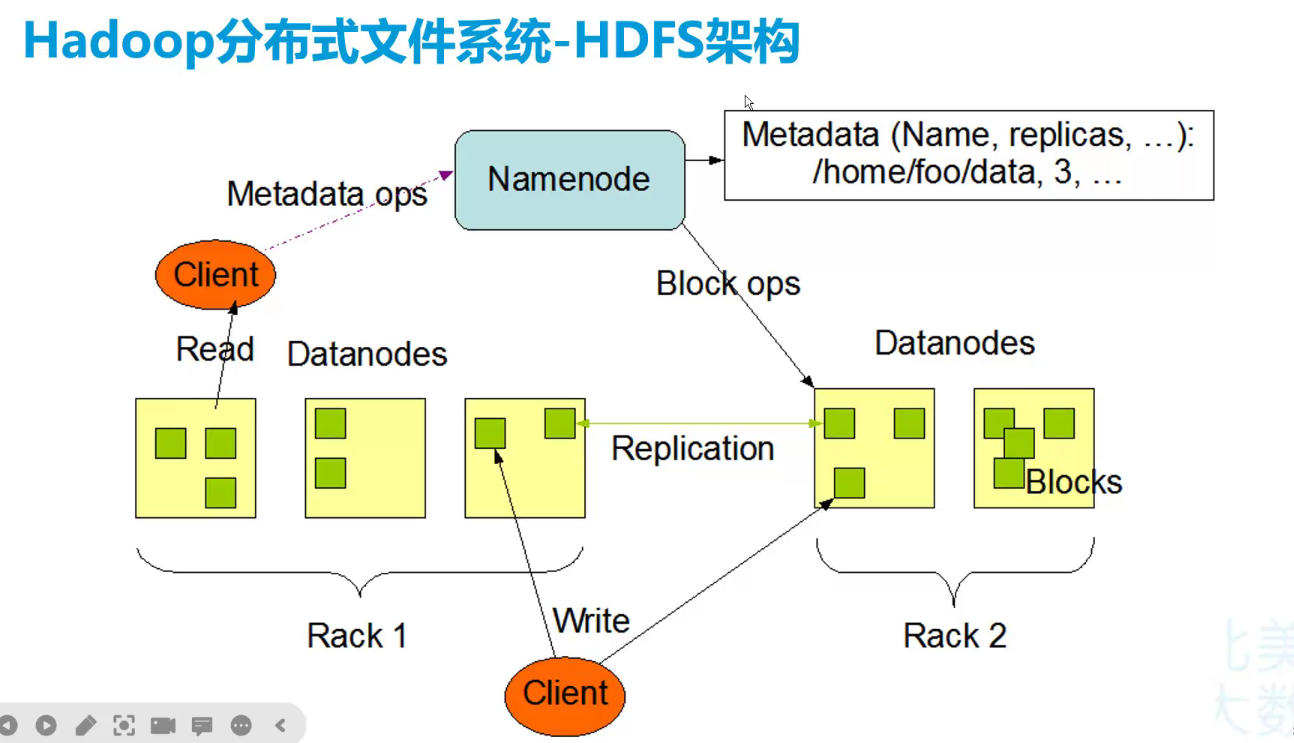 Hadoop分布式文件系统-HDFS架构
Metadata (Name, replicas, …):
/home/foo/data, 3, …
Namenode
Metadata ops
Client
Block ops
Read
Datanodes
Datanodes
Replication
Blocks
Write
Rack 1
Rack 2
Client
北美
大数